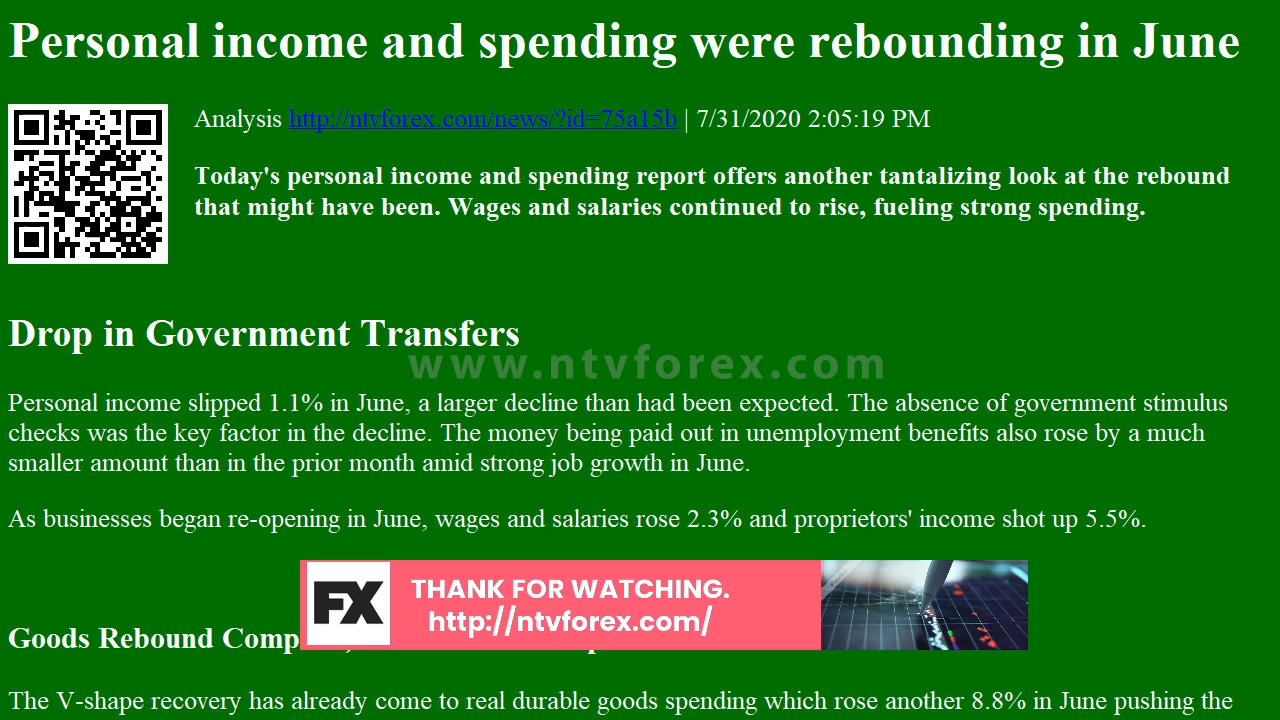 Personal income and spending were rebounding in June
Analysis http://ntvforex.com/news/?id=75a15b | 7/31/2020 2:05:19 PM
Today's personal income and spending report offers another tantalizing look at the rebound
that might have been. Wages and salaries continued to rise, fueling strong spending.
Drop in Government Transfers
www.ntvforex.com
Personal income slipped 1.1% in June, a larger decline than had been expected. The absence of government stimulus
checks was the key factor in the decline. The money being paid out in unemployment benefits also rose by a much
smaller amount than in the prior month amid strong job growth in June.
As businesses began re-opening in June, wages and salaries rose 2.3% and proprietors' income shot up 5.5%.
FX
THANK FOR WATCHING.
http://ntvforex.com/
Goods Rebound
The V-shape recovery has already come to real durable goods spending which rose another 8.8% in June pushing the